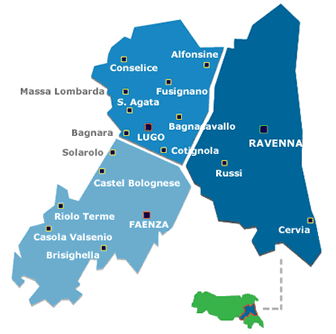 Alfonsine
Conselice
Fusignano
Massa Lombarda
S. Agata
Bagnacavallo
Bagnara
LUGO
RAVENNA
Solarolo
Cotignola
Russi
Castel Bolognese
Riolo Terme
FAENZA
Cervia
Casola Valsenio
Brisighella